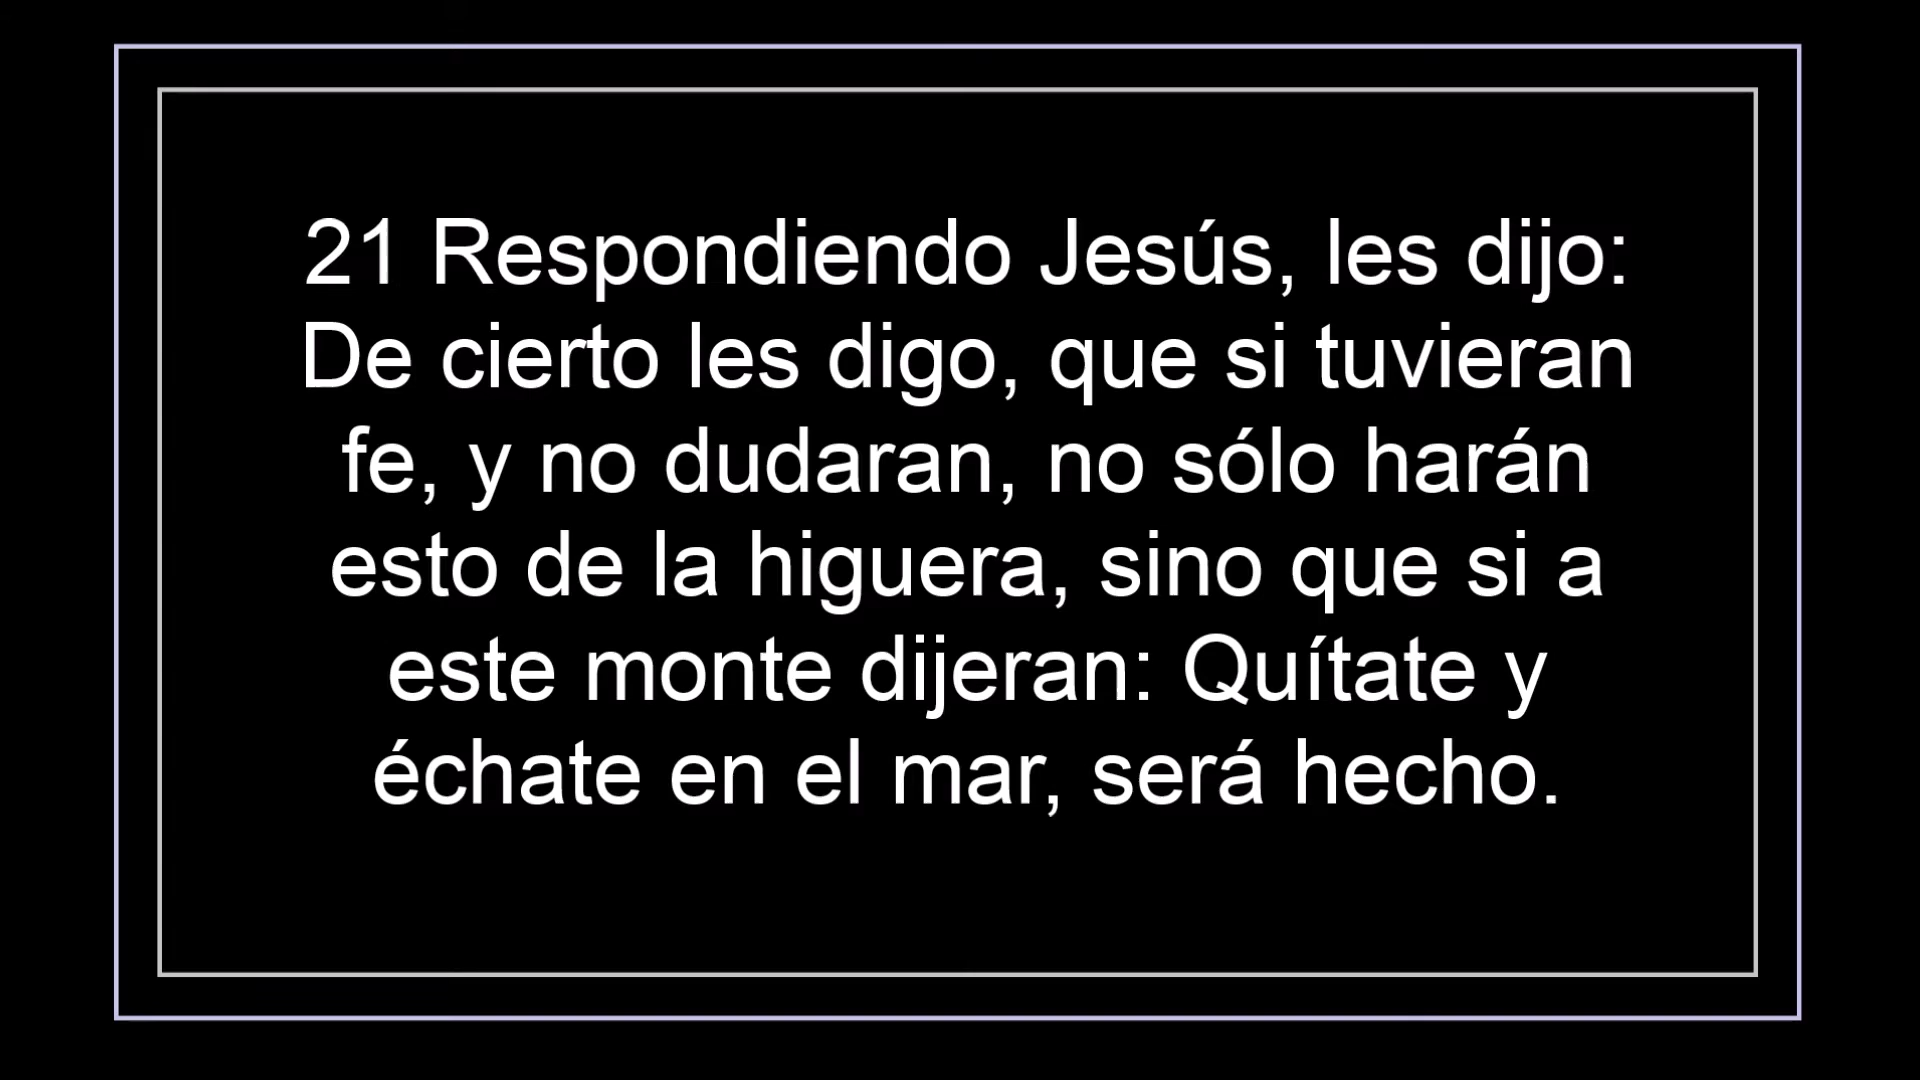 21 Respondiendo Jesús, les dijo:
De cierto les digo, que si tuvieran
fe, y no dudaran, no sólo harán
esto de la higuera, sino que si a
este monte dijeran: Quítate y
échate en el mar, será hecho.